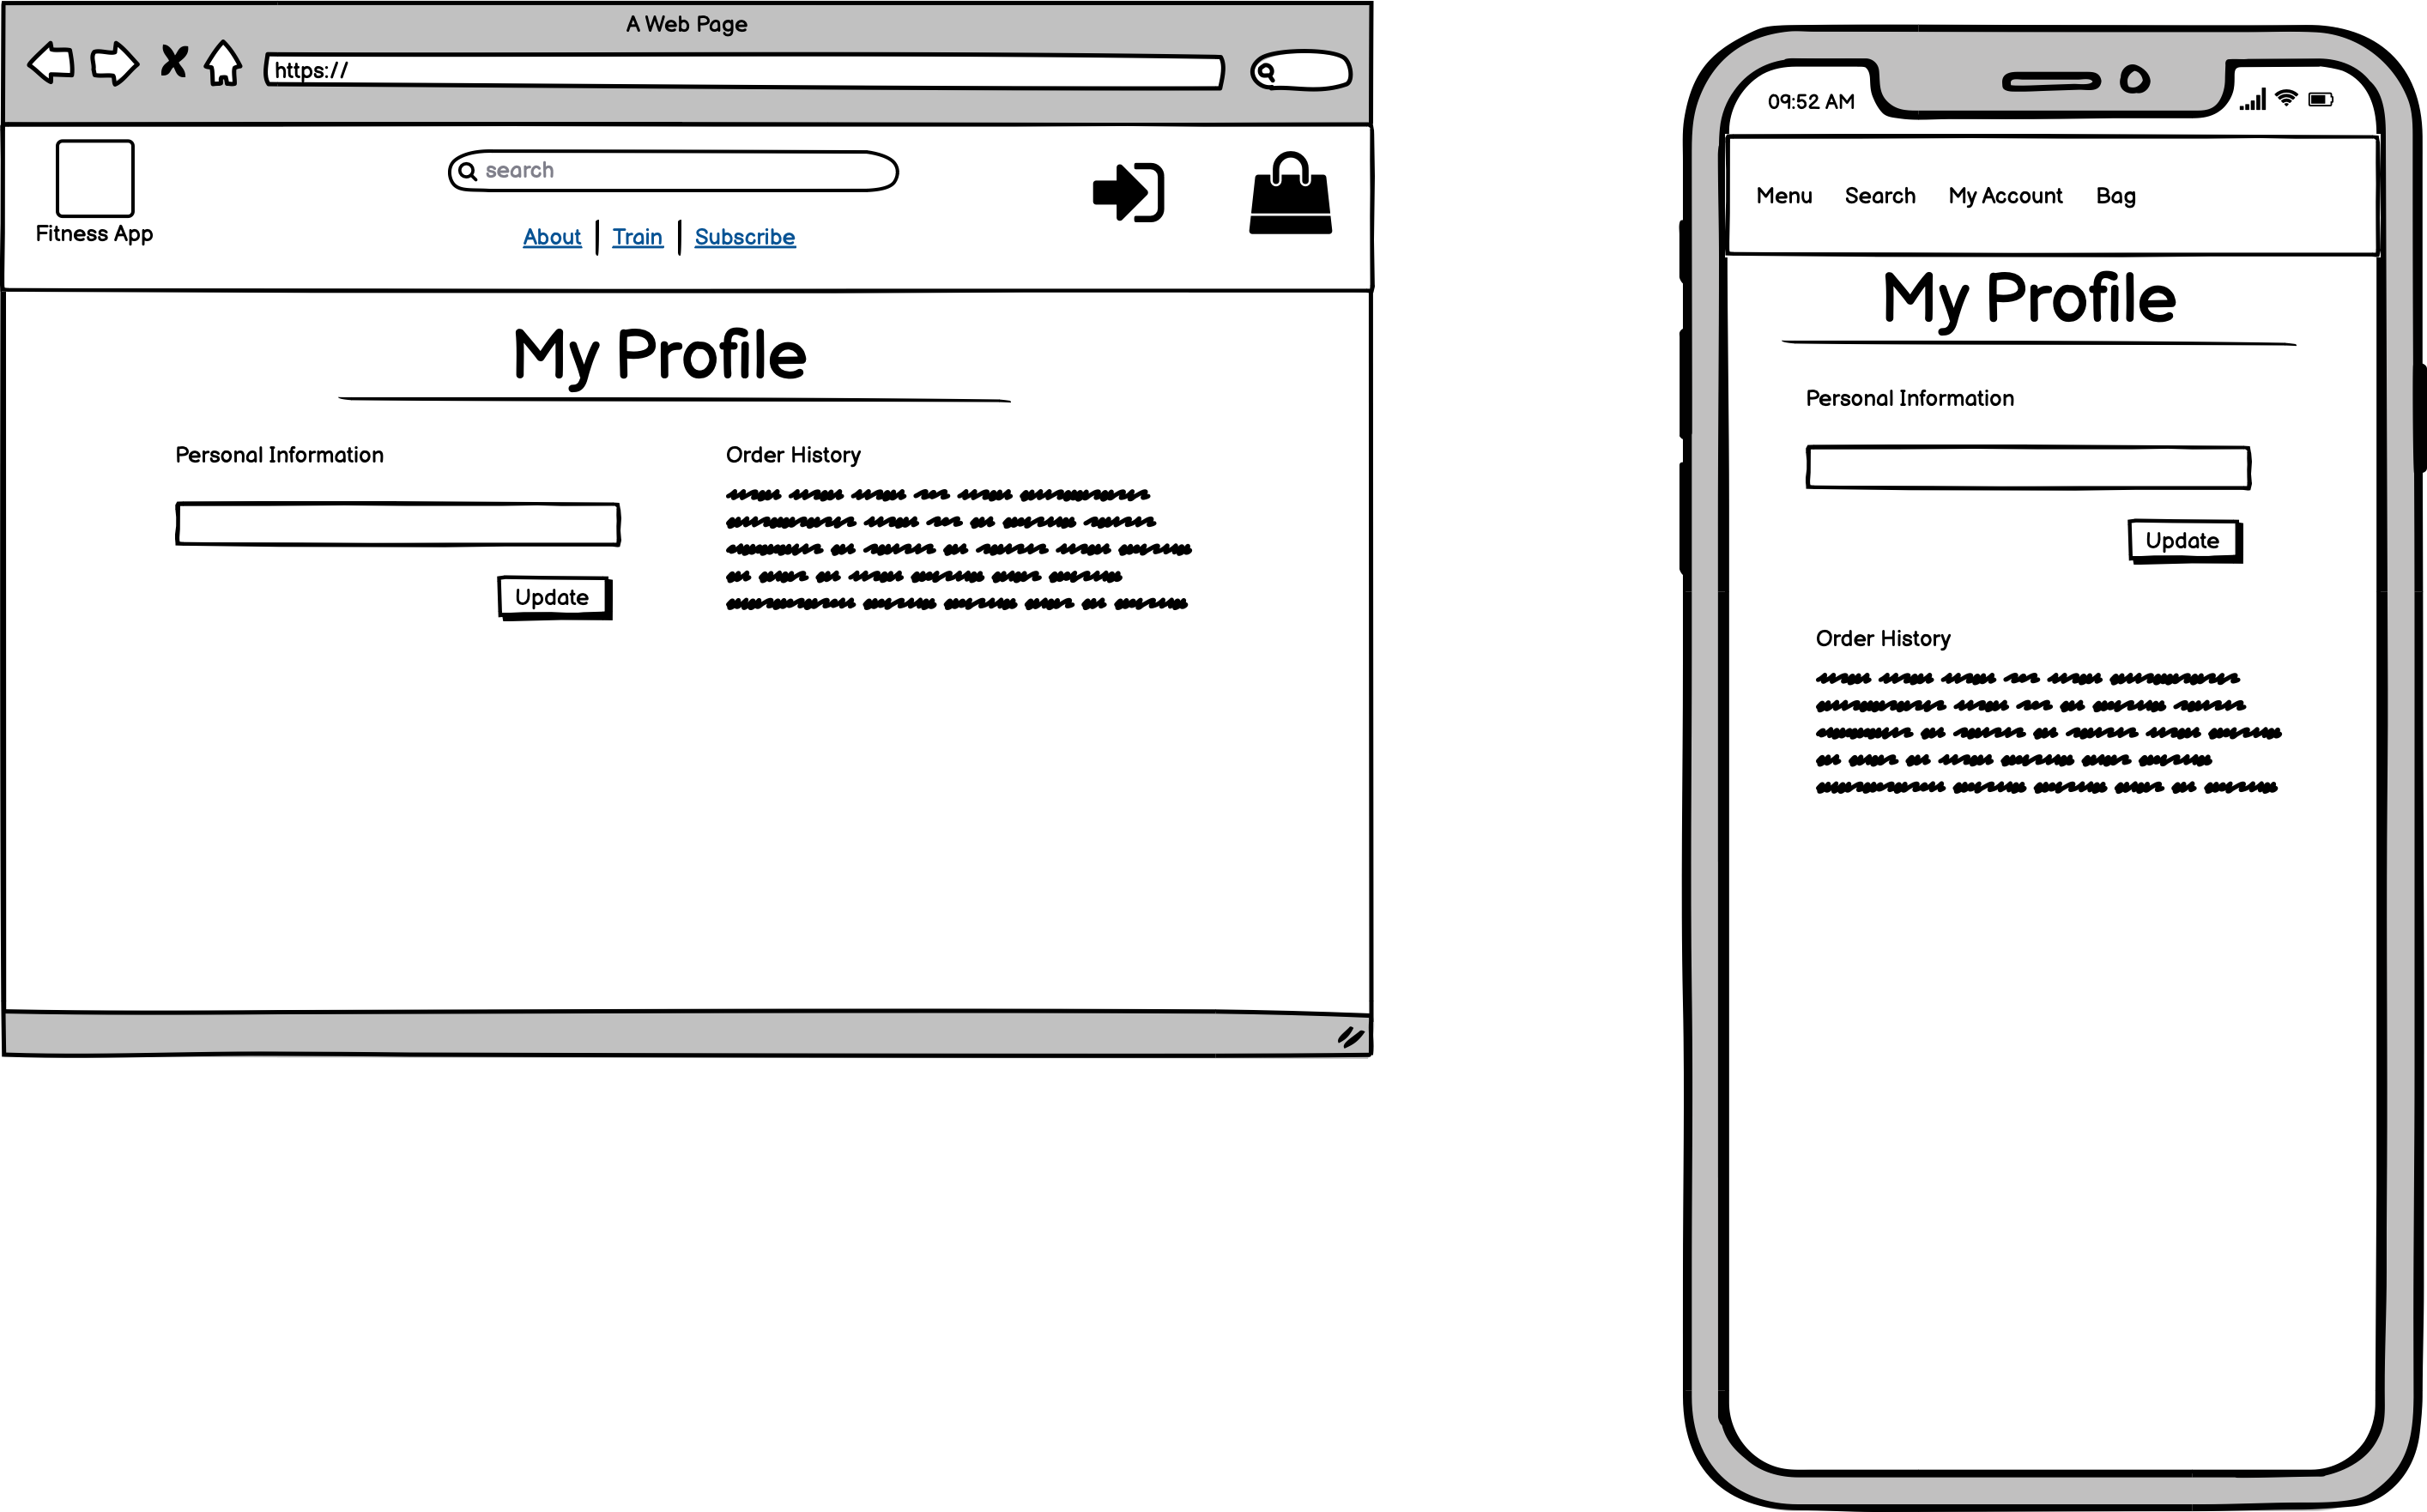 A Web Page
https://
search
Fitness App
About Train Subscribe
My Profile
Personal Information
Order History
Update
09:52 AM
Menu Search My Account Bag
My Profile
Personal Information
Update
Order History